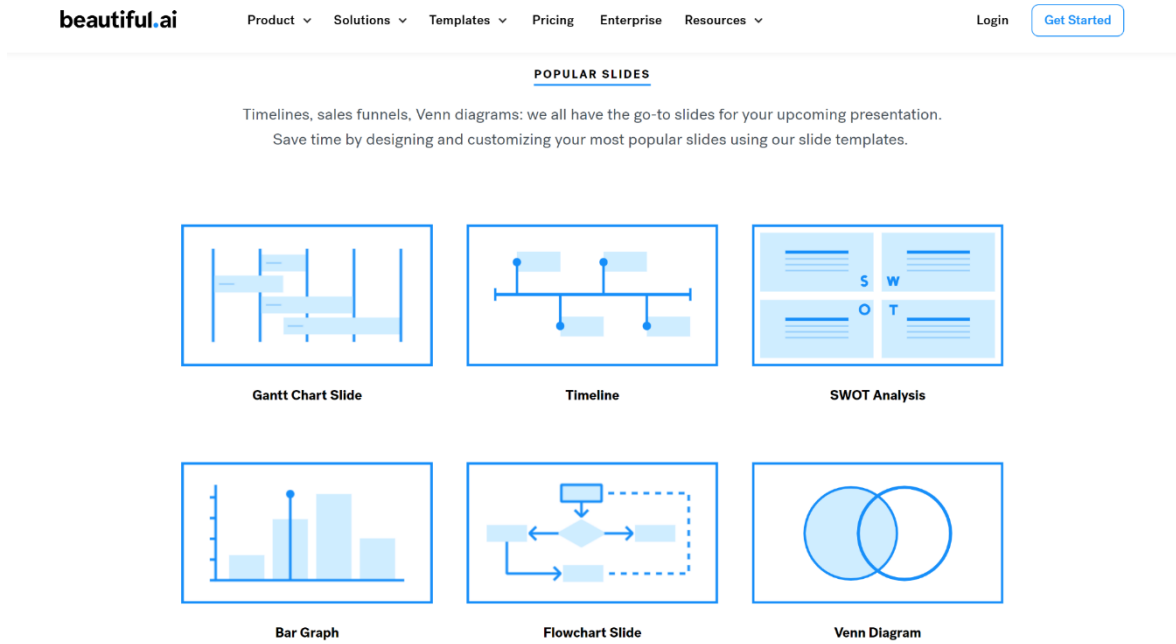 beautiful.ai Product Solutions Templates Pricing Enterprise Resources Login Get Started
POPULAR SLIDES
Timelines, sales funnels, Venn diagrams: we all have the go-to slides for your upcoming presentation.
Save time by designing and customizing your most popular slides using our slide templates.
S W
O T
Gantt Chart Slide Timeline SWOT Analysis
Bar Graph Flowchart Slide Venn Diagram